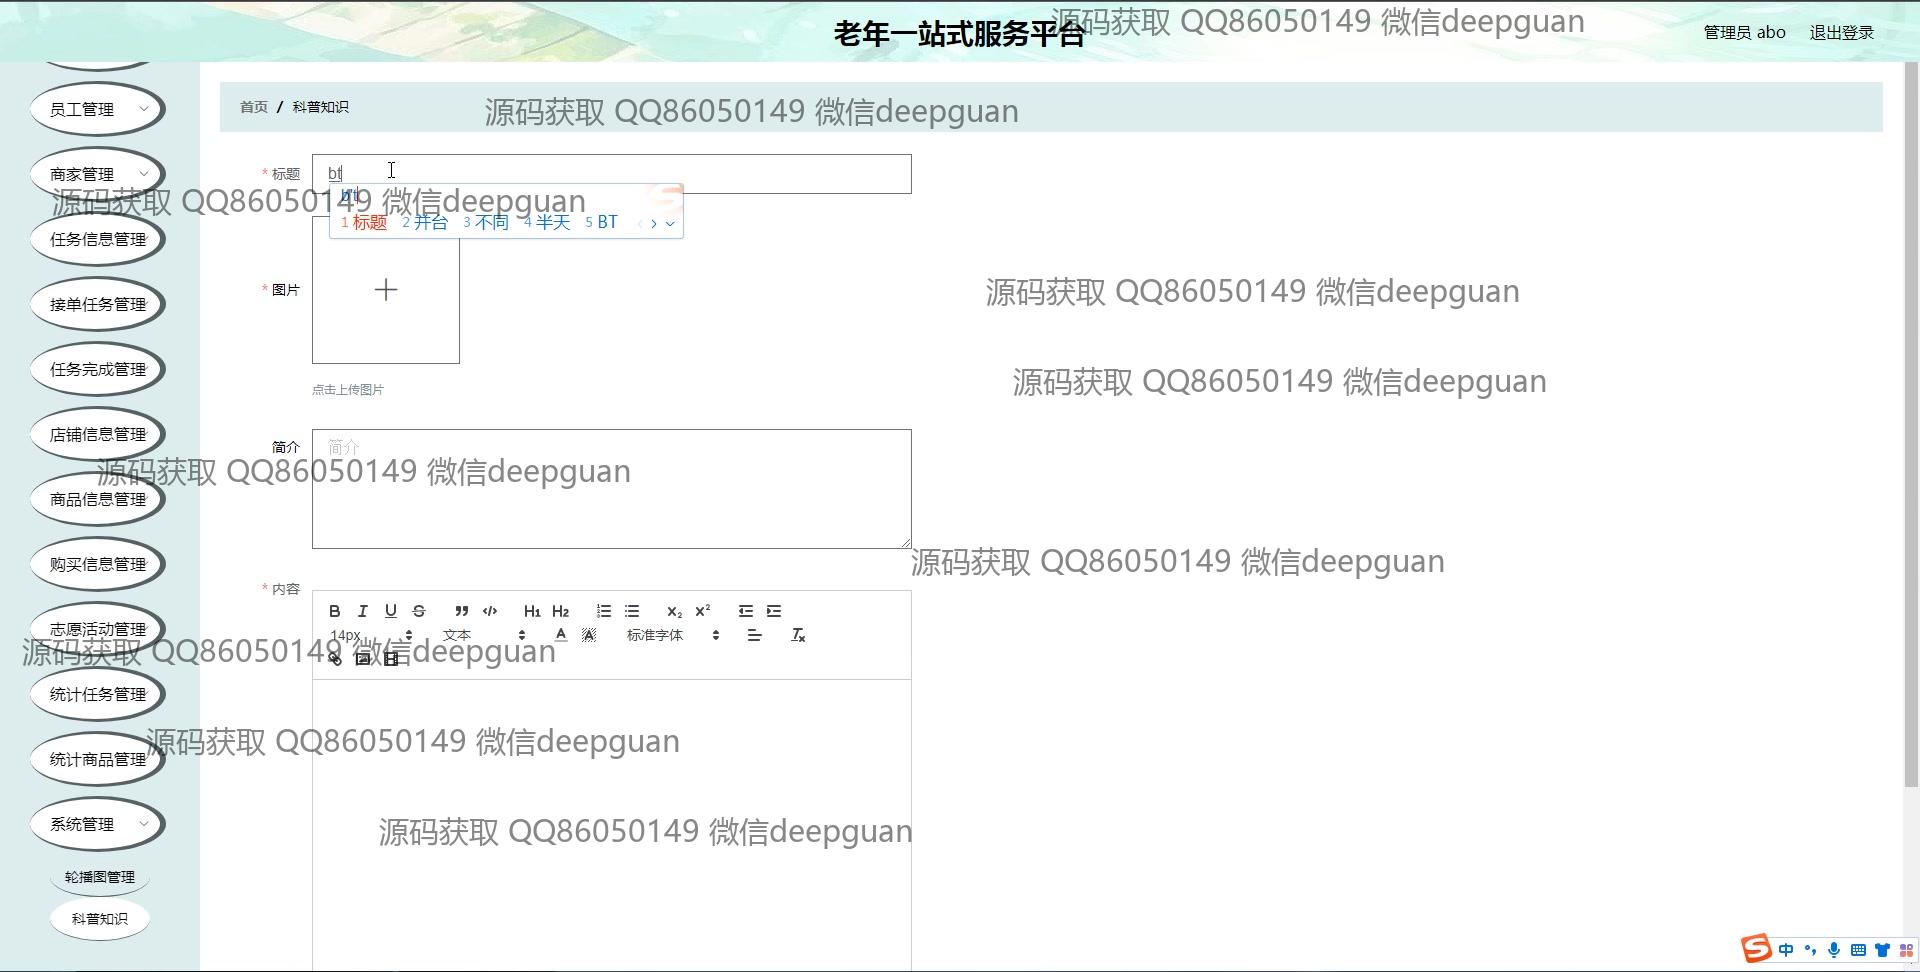 老年一站式服务平台
源码获取 QQ86050149 微信deepguan
管理员 abo
退出登录
员工管理
商家管理
任务信息管理
接单任务管理
任务完成管理
店铺信息管理
商品信息管理
购买信息管理
志愿活动管理
统计任务管理
统计商品管理
系统管理
轮播图管理
科普知识
首页 / 科普知识
源码获取 QQ86050149 微信deepguan
* 标题
bt
源码获取 QQ86050149 微信deepguan
b't
1 标题 2 并台 3 不同 4 半天 5 BT
* 图片
点击上传图片
源码获取 QQ86050149 微信deepguan
源码获取 QQ86050149 微信deepguan
简介
简介
源码获取 QQ86050149 微信deepguan
源码获取 QQ86050149 微信deepguan
* 内容
B I U S H1 H2 x₂ x²
14px 文本 A A 标准字体 Tx
源码获取 QQ86050149 微信deepguan
源码获取 QQ86050149 微信deepguan
源码获取 QQ86050149 微信deepguan
S 中